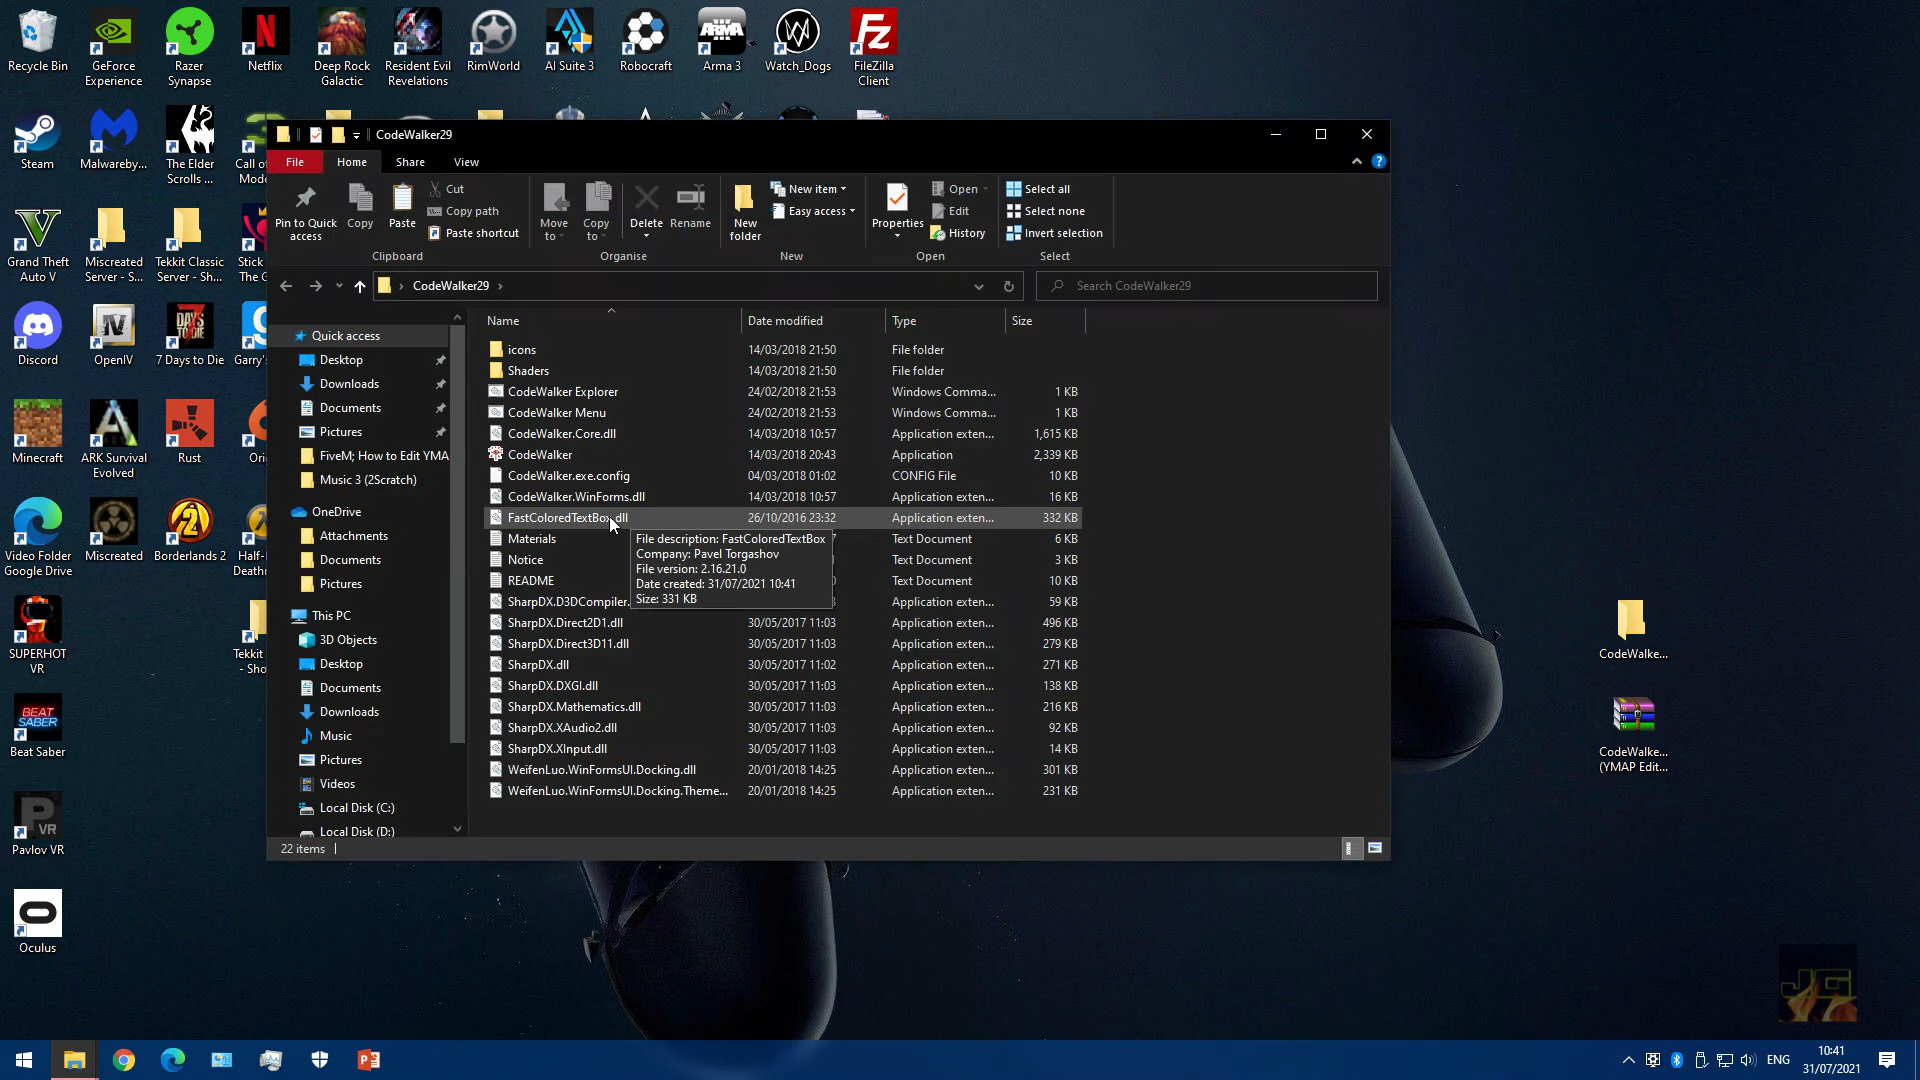 Recycle Bin
GeForce Experience
Razer Synapse
Netflix
Deep Rock Galactic
Resident Evil Revelations
RimWorld
AI Suite 3
Robocraft
Arma 3
Watch_Dogs
FileZilla Client
Steam
Malwareby...
The Elder Scrolls ...
Call of
Mode
Grand Theft Auto V
Miscreated Server - S...
Tekkit Classic Server - Sh...
Stick
The G
Discord
OpenIV
7 Days to Die
Garry'
Minecraft
ARK Survival Evolved
Rust
Ori
Video Folder Google Drive
Miscreated
Borderlands 2
Half-
Death
SUPERHOT VR
Tekkit
- Sho
Beat Saber
Pavlov VR
Oculus
CodeWalker29
File Home Share View
Pin to Quick access
Copy
Paste
Cut
Copy path
Paste shortcut
Clipboard
Move to
Copy to
Delete
Rename
Organise
New folder
New item
Easy access
New
Properties
Open
Edit
History
Open
Select all
Select none
Invert selection
Select
CodeWalker29
Search CodeWalker29
Quick access
Desktop
Downloads
Documents
Pictures
FiveM; How to Edit YMA
Music 3 (2Scratch)
OneDrive
Attachments
Documents
Pictures
This PC
3D Objects
Desktop
Documents
Downloads
Music
Pictures
Videos
Local Disk (C:)
Local Disk (D:)
Name Date modified Type Size
icons 14/03/2018 21:50 File folder
Shaders 14/03/2018 21:50 File folder
CodeWalker Explorer 24/02/2018 21:53 Windows Comma... 1 KB
CodeWalker Menu 24/02/2018 21:53 Windows Comma... 1 KB
CodeWalker.Core.dll 14/03/2018 10:57 Application exten... 1,615 KB
CodeWalker 14/03/2018 20:43 Application 2,339 KB
CodeWalker.exe.config 04/03/2018 01:02 CONFIG File 10 KB
CodeWalker.WinForms.dll 14/03/2018 10:57 Application exten... 16 KB
FastColoredTextBox.dll 26/10/2016 23:32 Application exten... 332 KB
Materials Text Document 6 KB
Notice Text Document 3 KB
README Text Document 10 KB
SharpDX.D3DCompiler. Application exten... 59 KB
SharpDX.Direct2D1.dll 30/05/2017 11:03 Application exten... 496 KB
SharpDX.Direct3D11.dll 30/05/2017 11:03 Application exten... 279 KB
SharpDX.dll 30/05/2017 11:02 Application exten... 271 KB
SharpDX.DXGI.dll 30/05/2017 11:03 Application exten... 138 KB
SharpDX.Mathematics.dll 30/05/2017 11:03 Application exten... 216 KB
SharpDX.XAudio2.dll 30/05/2017 11:03 Application exten... 92 KB
SharpDX.XInput.dll 30/05/2017 11:03 Application exten... 14 KB
WeifenLuo.WinFormsUI.Docking.dll 20/01/2018 14:25 Application exten... 301 KB
WeifenLuo.WinFormsUI.Docking.Theme... 20/01/2018 14:25 Application exten... 231 KB
File description: FastColoredTextBox
Company: Pavel Torgashov
File version: 2.16.21.0
Date created: 31/07/2021 10:41
Size: 331 KB
22 items
CodeWalke...
CodeWalke...
(YMAP Edit...
JG
ENG
10:41
31/07/2021